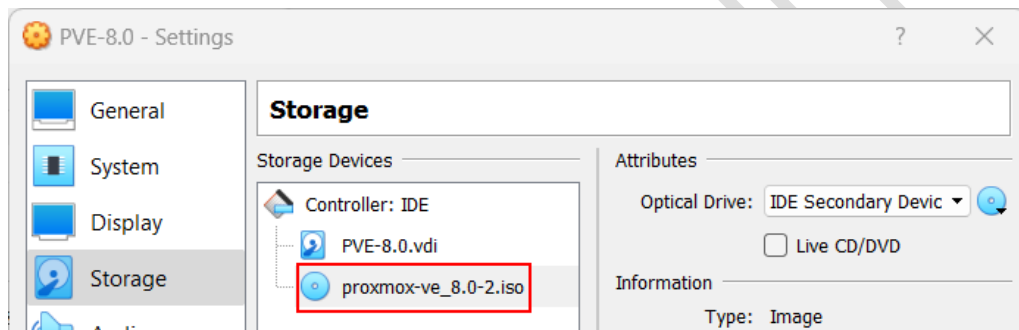 PVE-8.0 - Settings ? ×
General
System
Display
Storage
Storage
Storage Devices
Controller: IDE
PVE-8.0.vdi
proxmox-ve_8.0-2.iso
Attributes
Optical Drive: IDE Secondary Devic
Live CD/DVD
Information
Type: Image